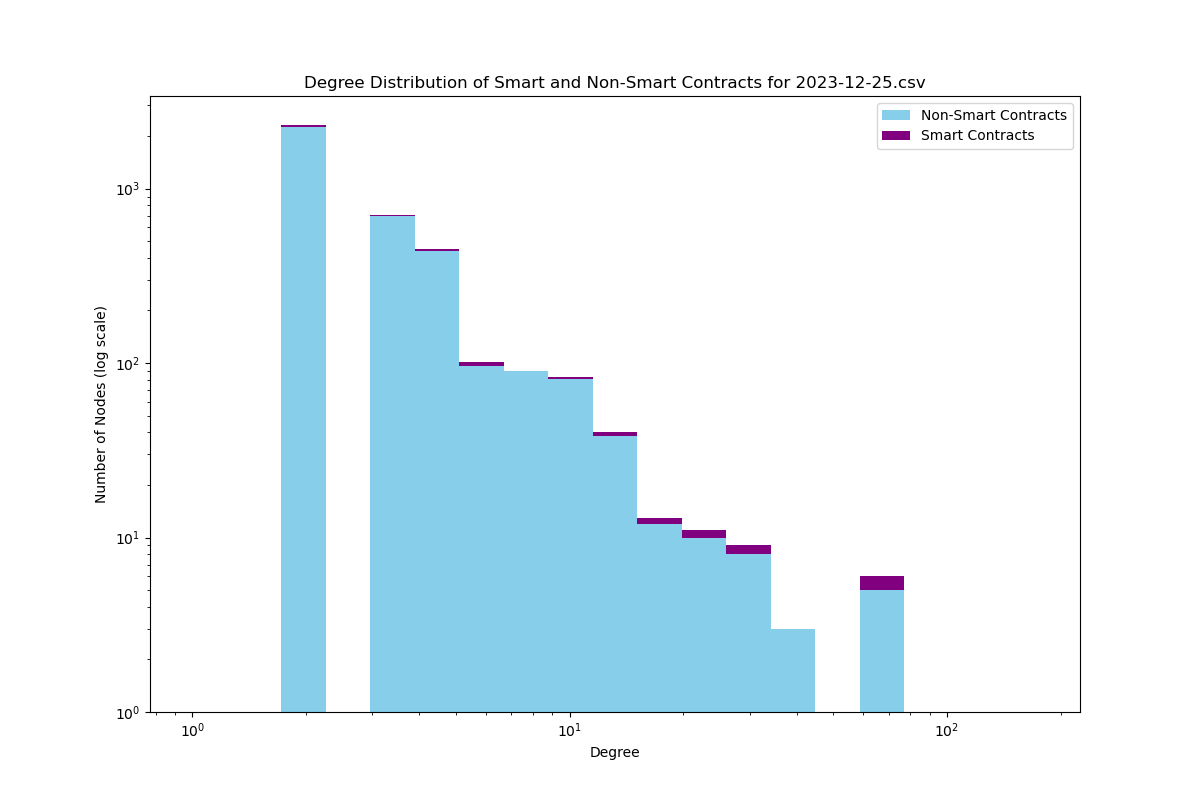 Degree Distribution of Smart and Non-Smart Contracts for 2023-12-25.csv
Non-Smart Contracts
Smart Contracts
Number of Nodes (log scale)
10³
10²
10¹
10⁰
10⁰ 10¹ 10²
Degree